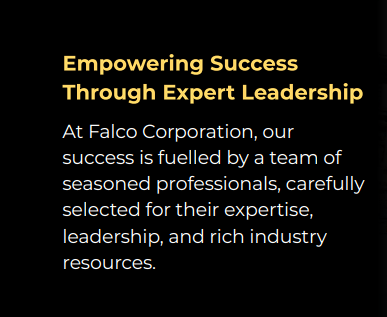 Empowering Success
Through Expert Leadership
At Falco Corporation, our
success is fuelled by a team of
seasoned professionals, carefully
selected for their expertise,
leadership, and rich industry
resources.